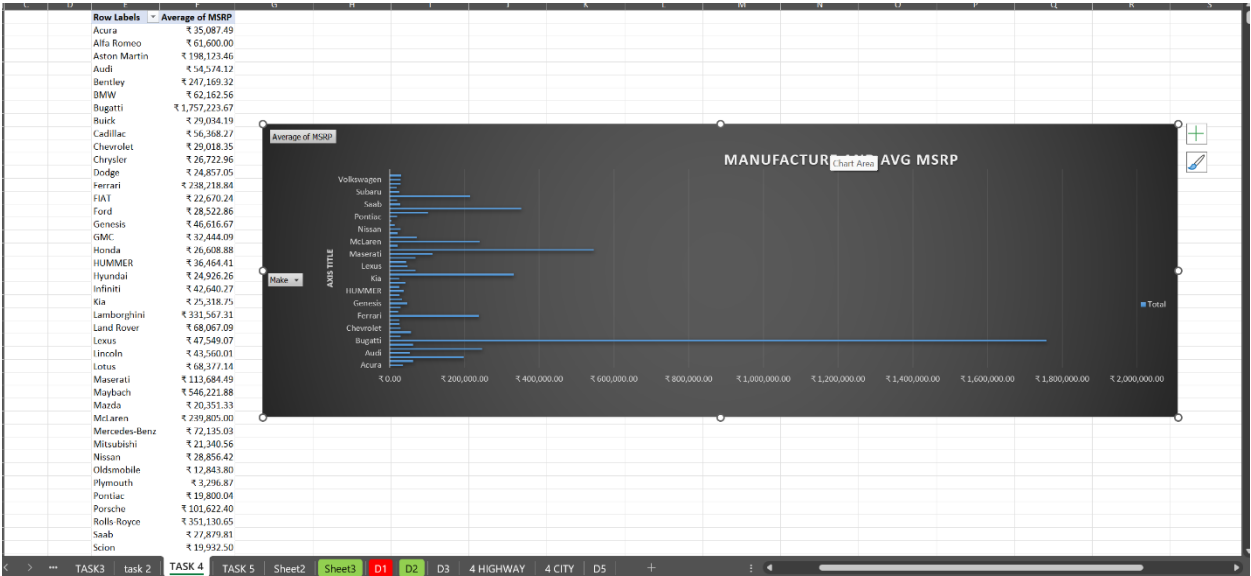 C D E F G H I J K L M N O P Q R S
Row Labels Average of MSRP
Acura ₹ 35,087.49
Alfa Romeo ₹ 61,600.00
Aston Martin ₹ 198,123.46
Audi ₹ 54,574.12
Bentley ₹ 247,169.32
BMW ₹ 62,162.56
Bugatti ₹ 1,757,223.67
Buick ₹ 29,034.19
Cadillac ₹ 56,368.27
Chevrolet ₹ 29,018.35
Chrysler ₹ 26,722.96
Dodge ₹ 24,857.05
Ferrari ₹ 238,218.84
FIAT ₹ 22,670.24
Ford ₹ 28,522.86
Genesis ₹ 46,616.67
GMC ₹ 32,444.09
Honda ₹ 26,608.88
HUMMER ₹ 36,464.41
Hyundai ₹ 24,926.26
Infiniti ₹ 42,640.27
Kia ₹ 25,318.75
Lamborghini ₹ 331,567.31
Land Rover ₹ 68,067.09
Lexus ₹ 47,549.07
Lincoln ₹ 43,560.01
Lotus ₹ 68,377.14
Maserati ₹ 113,684.49
Maybach ₹ 546,221.88
Mazda ₹ 20,351.33
McLaren ₹ 239,805.00
Mercedes-Benz ₹ 72,135.03
Mitsubishi ₹ 21,340.56
Nissan ₹ 28,856.42
Oldsmobile ₹ 12,843.80
Plymouth ₹ 3,296.87
Pontiac ₹ 19,800.04
Porsche ₹ 101,622.40
Rolls-Royce ₹ 351,130.65
Saab ₹ 27,879.81
Scion ₹ 19,932.50
Average of MSRP
MANUFACTUR AVG MSRP
Chart Area
Volkswagen
Subaru
Saab
Pontiac
Nissan
McLaren
Maserati
Lexus
Kia
HUMMER
Genesis
Ferrari
Chevrolet
Bugatti
Audi
Acura
AXIS TITLE
Make
Total
₹ 0.00 ₹ 200,000.00 ₹ 400,000.00 ₹ 600,000.00 ₹ 800,000.00 ₹ 1,000,000.00 ₹ 1,200,000.00 ₹ 1,400,000.00 ₹ 1,600,000.00 ₹ 1,800,000.00 ₹ 2,000,000.00
TASK3 task 2 TASK 4 TASK 5 Sheet2 Sheet3 D1 D2 D3 4 HIGHWAY 4 CITY D5